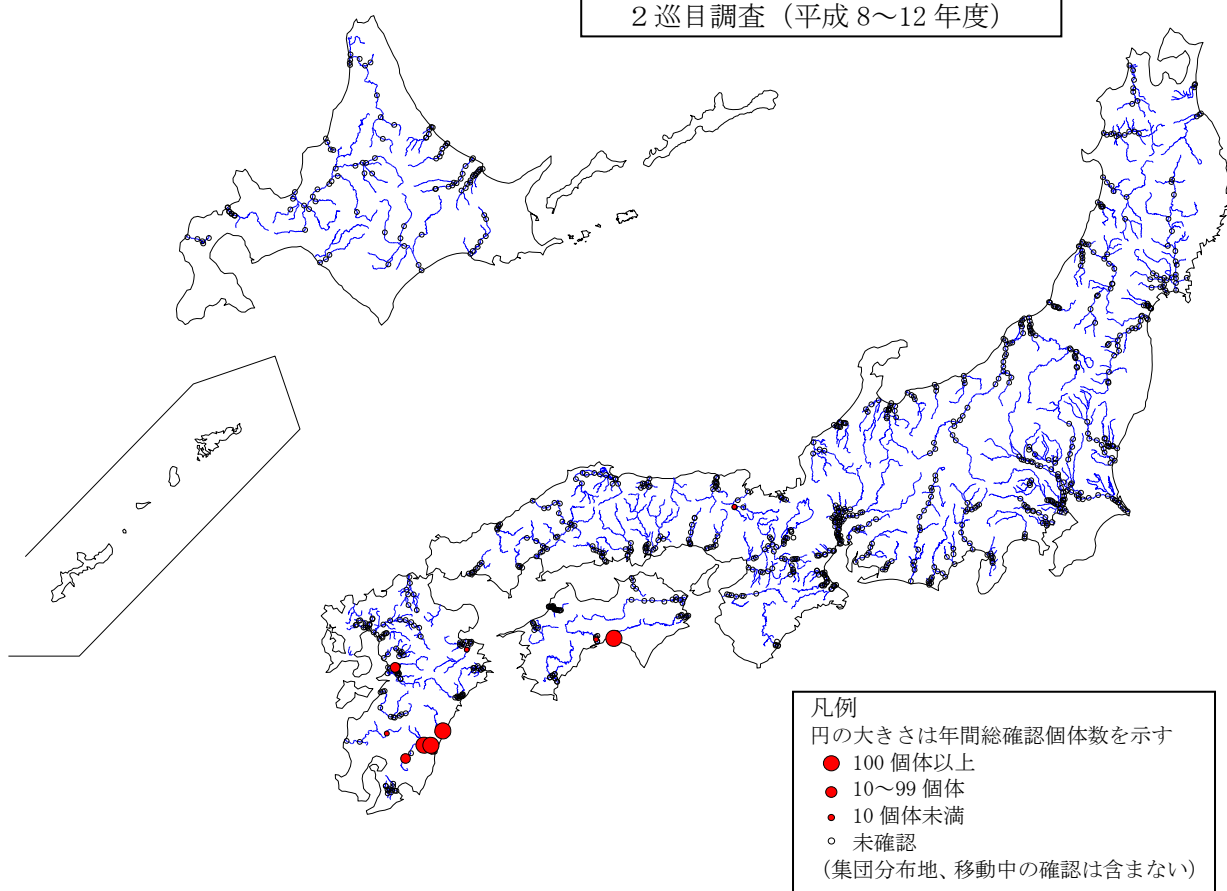 2巡目調査（平成 8～12 年度）
凡例
円の大きさは年間総確認個体数を示す
100 個体以上
10～99 個体
10 個体未満
未確認
（集団分布地、移動中の確認は含まない）